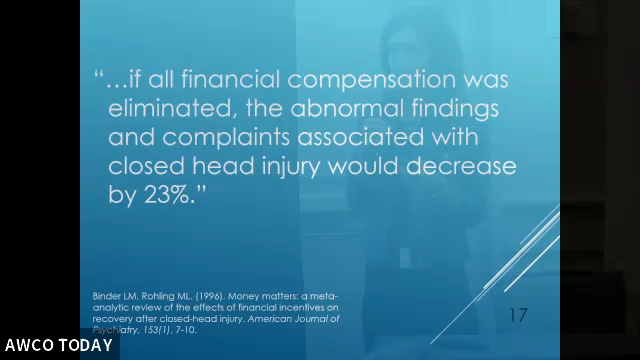 “…if all financial compensation was
eliminated, the abnormal findings
and complaints associated with
closed head injury would decrease
by 23%.”
Binder LM, Rohling ML. (1996). Money matters: a meta-
analytic review of the effects of financial incentives on
recovery after closed-head injury. American Journal of
Psychiatry, 153(1), 7-10.
17
AWCO TODAY